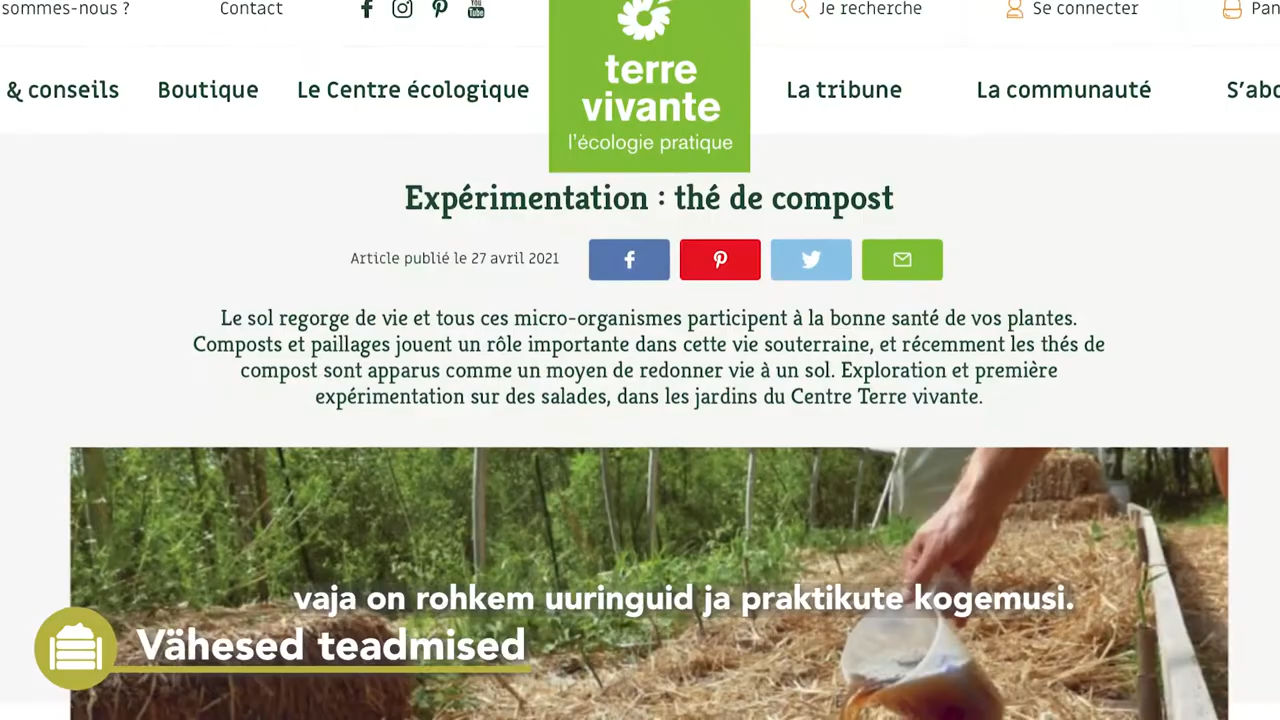 sommes-nous ?
Contact
You
Tube
Je recherche
Se connecter
Pan
& conseils
Boutique
Le Centre écologique
terre
vivante
l'écologie pratique
La tribune
La communauté
S'abo
Expérimentation : thé de compost
Article publié le 27 avril 2021
Le sol regorge de vie et tous ces micro-organismes participent à la bonne santé de vos plantes.
Composts et paillages jouent un rôle importante dans cette vie souterraine, et récemment les thés de
compost sont apparus comme un moyen de redonner vie à un sol. Exploration et première
expérimentation sur des salades, dans les jardins du Centre Terre vivante.
vaja on rohkem uuringuid ja praktikute kogemusi.
Vähesed teadmised